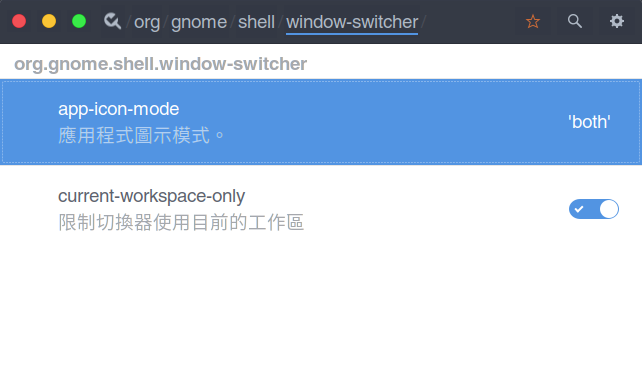 / org / gnome / shell / window-switcher /
org.gnome.shell.window-switcher
app-icon-mode
應用程式圖示模式。
'both'
current-workspace-only
限制切換器使用目前的工作區